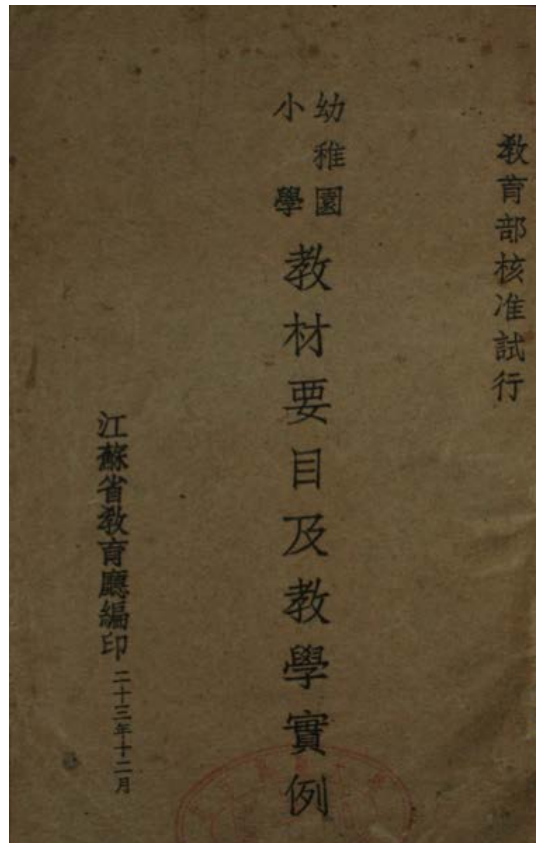 教育部核准試行
幼稚園
小學
教材要目及教學實例
江蘇省教育廳編印
二十三年十二月